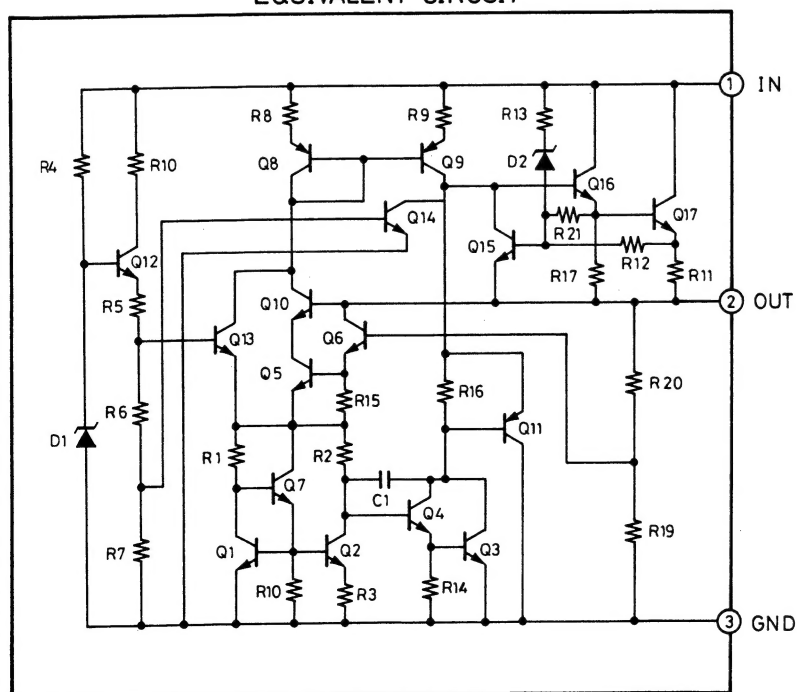 EQUIVALENT CIRCUIT
1 IN
R8
R9
R13
R4
R10
Q8
Q9
D2
Q16
Q14
Q17
Q12
Q15
R21
R12
R5
R17
R11
Q10
2 OUT
Q13
Q6
Q5
R16
R20
R6
R15
Q11
D1
R1
R2
Q7
C1
Q4
R7
Q1
Q2
Q3
R19
R10
R3
R14
3 GND